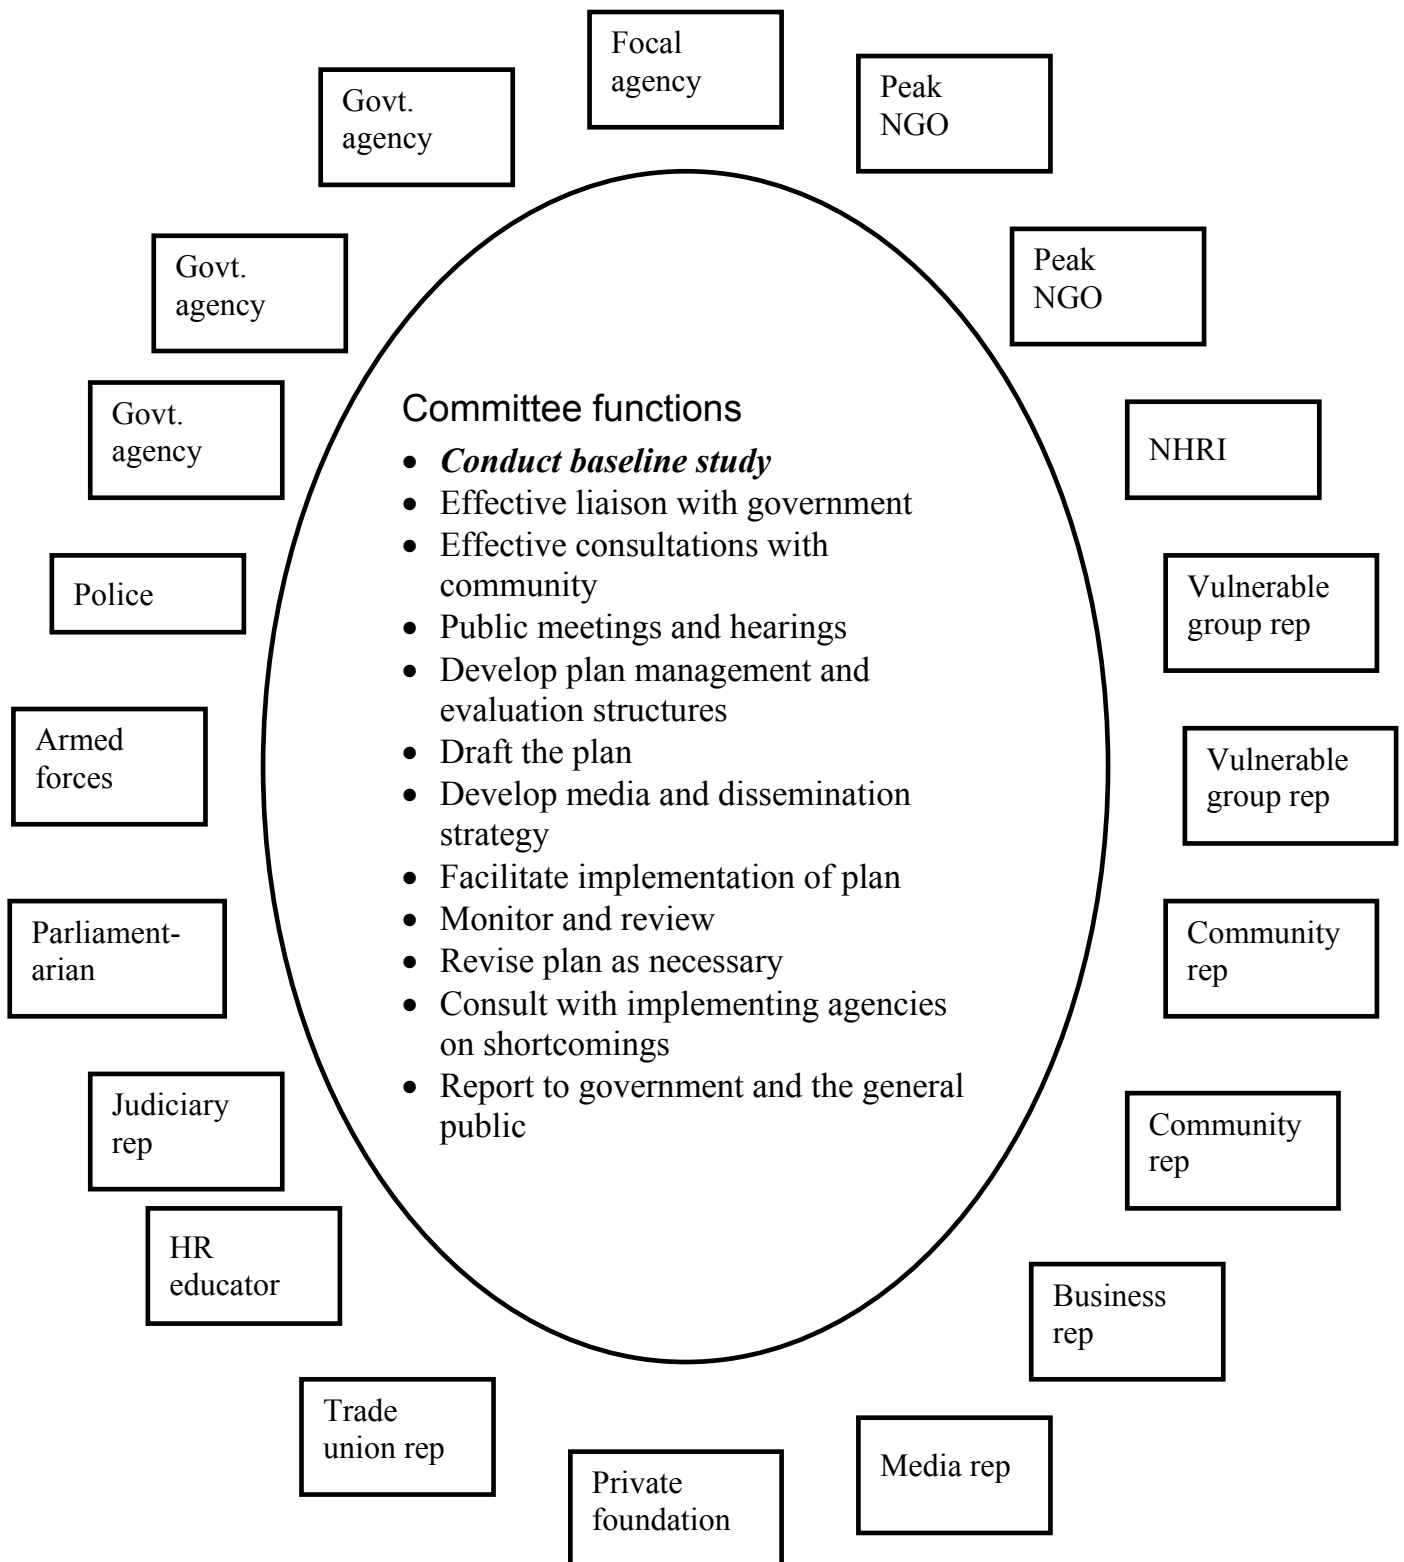 Focal
agency
Peak
NGO
Govt.
agency
Govt.
agency
Peak
NGO
Govt.
agency
NHRI
Committee functions
• Conduct baseline study
• Effective liaison with government
• Effective consultations with
community
• Public meetings and hearings
• Develop plan management and
evaluation structures
• Draft the plan
• Develop media and dissemination
strategy
• Facilitate implementation of plan
• Monitor and review
• Revise plan as necessary
• Consult with implementing agencies
on shortcomings
• Report to government and the general
public
Police
Vulnerable
group rep
Armed
forces
Vulnerable
group rep
Parliament-
arian
Community
rep
Judiciary
rep
Community
rep
HR
educator
Business
rep
Trade
union rep
Private
foundation
Media rep